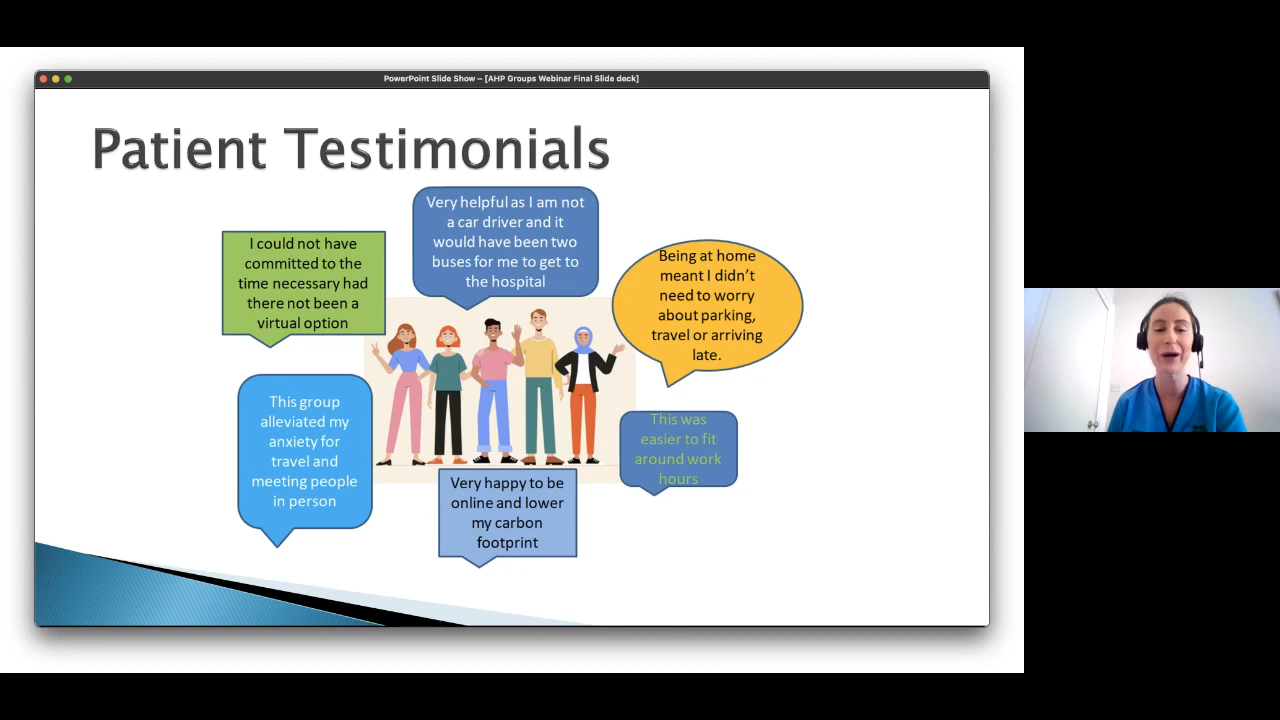 PowerPoint Slide Show – [AHP Groups Webinar Final Slide deck]
Patient Testimonials
Very helpful as I am not
a car driver and it
would have been two
buses for me to get to
the hospital
I could not have
committed to the
time necessary had
there not been a
virtual option
Being at home
meant I didn’t
need to worry
about parking,
travel or arriving
late.
This group
alleviated my
anxiety for
travel and
meeting people
in person
This was
easier to fit
around work
hours
Very happy to be
online and lower
my carbon
footprint